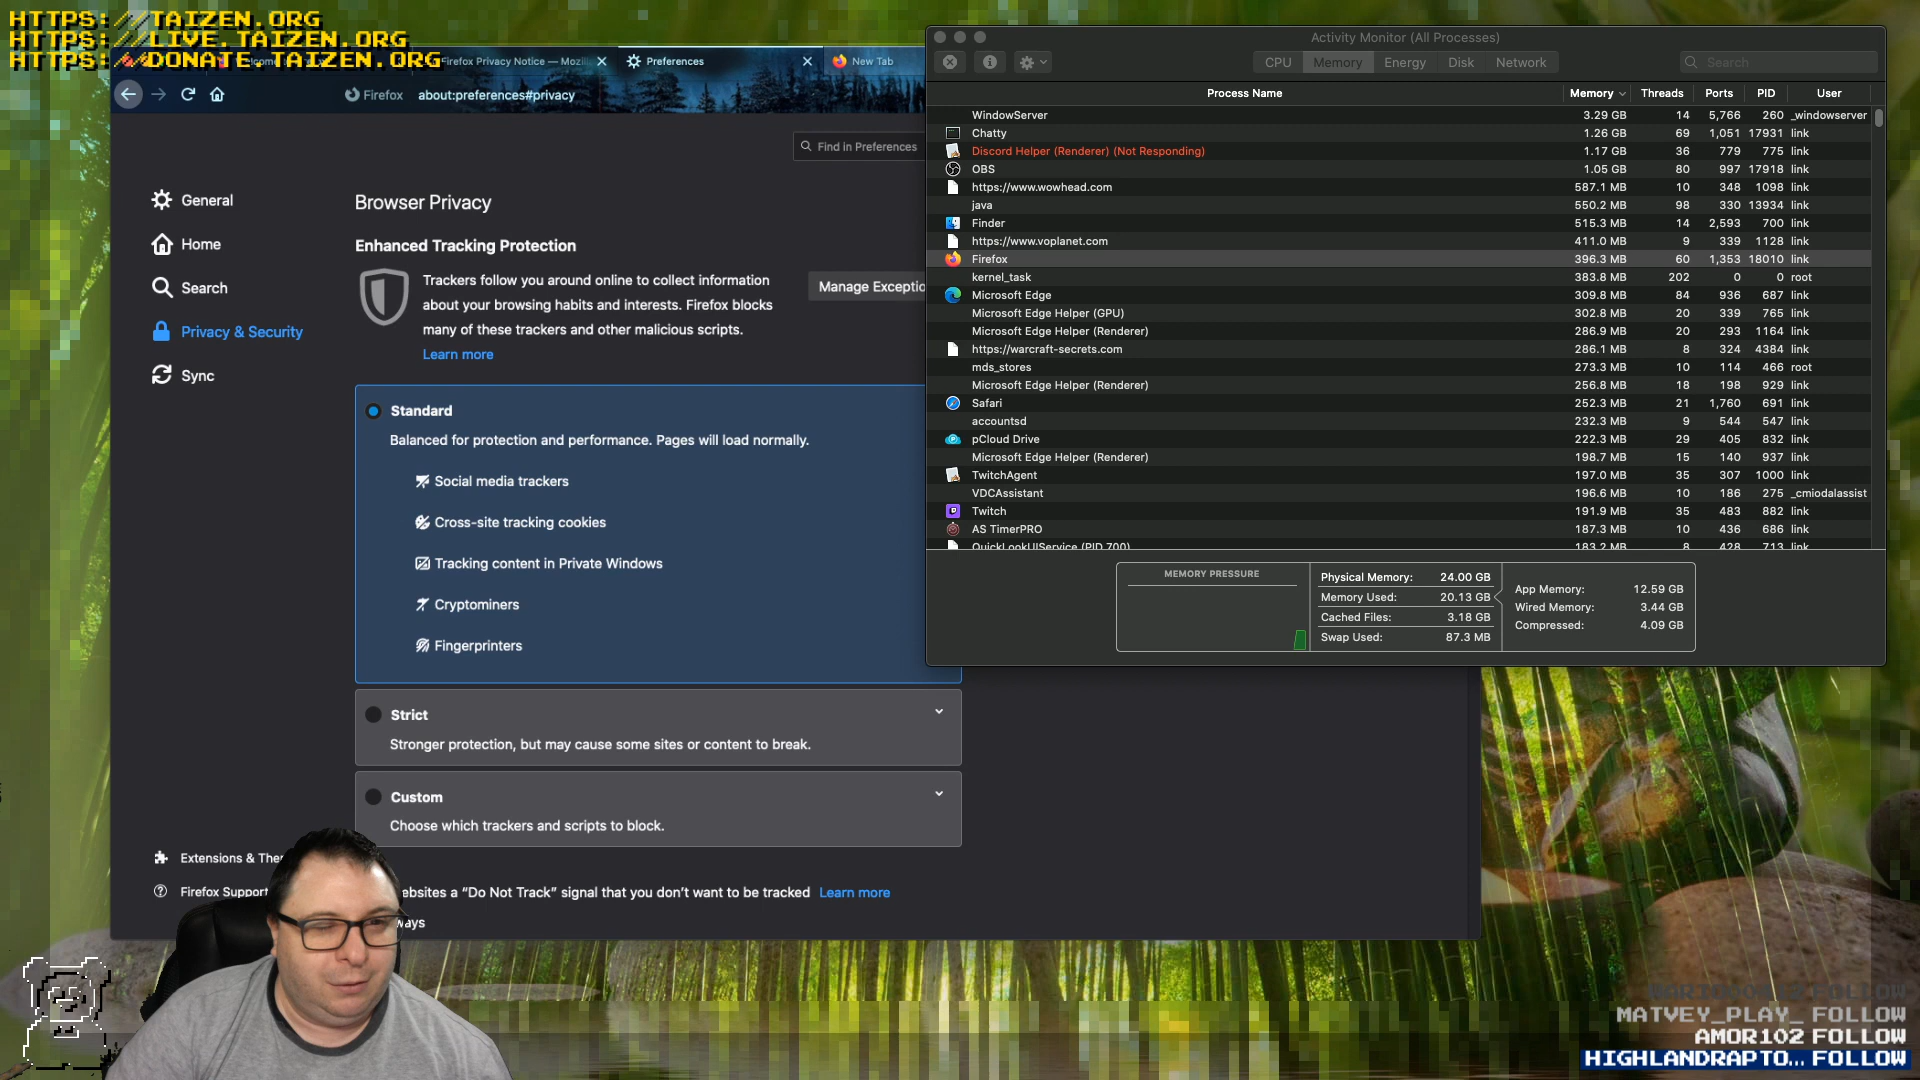 HTTPS://TAIZEN.ORG
HTTPS://LIVE.TAIZEN.ORG
HTTPS://DONATE.TAIZEN.ORG
Firefox Privacy Notice — Mozil
Preferences
New Tab
Firefox
about:preferences#privacy
Find in Preferences
General
Home
Search
Privacy & Security
Sync
Extensions & The
Firefox Support
Browser Privacy
Enhanced Tracking Protection
Trackers follow you around online to collect information
about your browsing habits and interests. Firefox blocks
many of these trackers and other malicious scripts.
Learn more
Manage Exceptio
Standard
Balanced for protection and performance. Pages will load normally.
Social media trackers
Cross-site tracking cookies
Tracking content in Private Windows
Cryptominers
Fingerprinters
Strict
Stronger protection, but may cause some sites or content to break.
Custom
Choose which trackers and scripts to block.
ebsites a “Do Not Track” signal that you don’t want to be tracked Learn more
ways
Activity Monitor (All Processes)
CPU Memory Energy Disk Network
Search
Process Name Memory Threads Ports PID User
WindowServer 3.29 GB 14 5,766 260 _windowserver
Chatty 1.26 GB 69 1,051 17931 link
Discord Helper (Renderer) (Not Responding) 1.17 GB 36 779 775 link
OBS 1.05 GB 80 997 17918 link
https://www.wowhead.com 587.1 MB 10 348 1098 link
java 550.2 MB 98 330 13934 link
Finder 515.3 MB 14 2,593 700 link
https://www.voplanet.com 411.0 MB 9 339 1128 link
Firefox 396.3 MB 60 1,353 18010 link
kernel_task 383.8 MB 202 0 0 root
Microsoft Edge 309.8 MB 84 936 687 link
Microsoft Edge Helper (GPU) 302.8 MB 20 339 765 link
Microsoft Edge Helper (Renderer) 286.9 MB 20 293 1164 link
https://warcraft-secrets.com 286.1 MB 8 324 4384 link
mds_stores 273.3 MB 10 114 466 root
Microsoft Edge Helper (Renderer) 256.8 MB 18 198 929 link
Safari 252.3 MB 21 1,760 691 link
accountsd 232.3 MB 9 544 547 link
pCloud Drive 222.3 MB 29 405 832 link
Microsoft Edge Helper (Renderer) 198.7 MB 15 140 937 link
TwitchAgent 197.0 MB 35 307 1000 link
VDCAssistant 196.6 MB 10 186 275 _cmiodalassist
Twitch 191.9 MB 35 483 882 link
AS TimerPRO 187.3 MB 10 436 686 link
QuickLookUIService (PID 700) 183.2 MB 8 428 713 link
MEMORY PRESSURE
Physical Memory: 24.00 GB
Memory Used: 20.13 GB
Cached Files: 3.18 GB
Swap Used: 87.3 MB
App Memory: 12.59 GB
Wired Memory: 3.44 GB
Compressed: 4.09 GB
FOLLOW
MATVEY_PLAY_ FOLLOW
AMOR102 FOLLOW
HIGHLANDRAPTO... FOLLOW